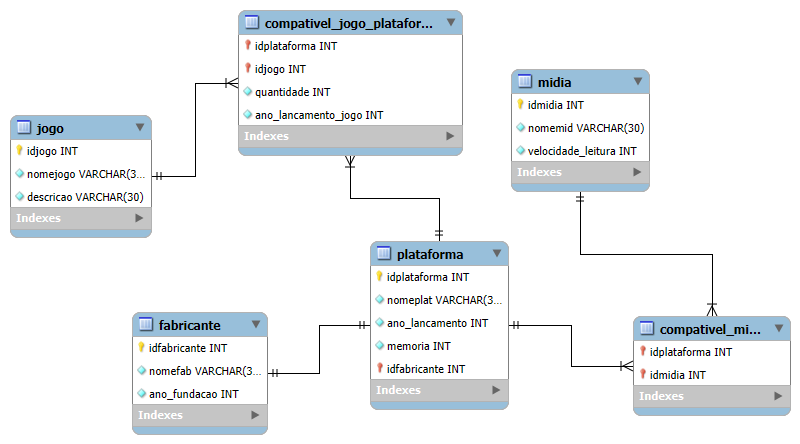 compativel_jogo_platafor...
idplataforma INT
idjogo INT
quantidade INT
ano_lancamento_jogo INT
Indexes
midia
idmidia INT
nomemid VARCHAR(30)
velocidade_leitura INT
Indexes
jogo
idjogo INT
nomejogo VARCHAR(3...
descricao VARCHAR(30)
Indexes
plataforma
idplataforma INT
nomeplat VARCHAR(3...
ano_lancamento INT
memoria INT
idfabricante INT
Indexes
fabricante
idfabricante INT
nomefab VARCHAR(3...
ano_fundacao INT
Indexes
compativel_mi...
idplataforma INT
idmidia INT
Indexes